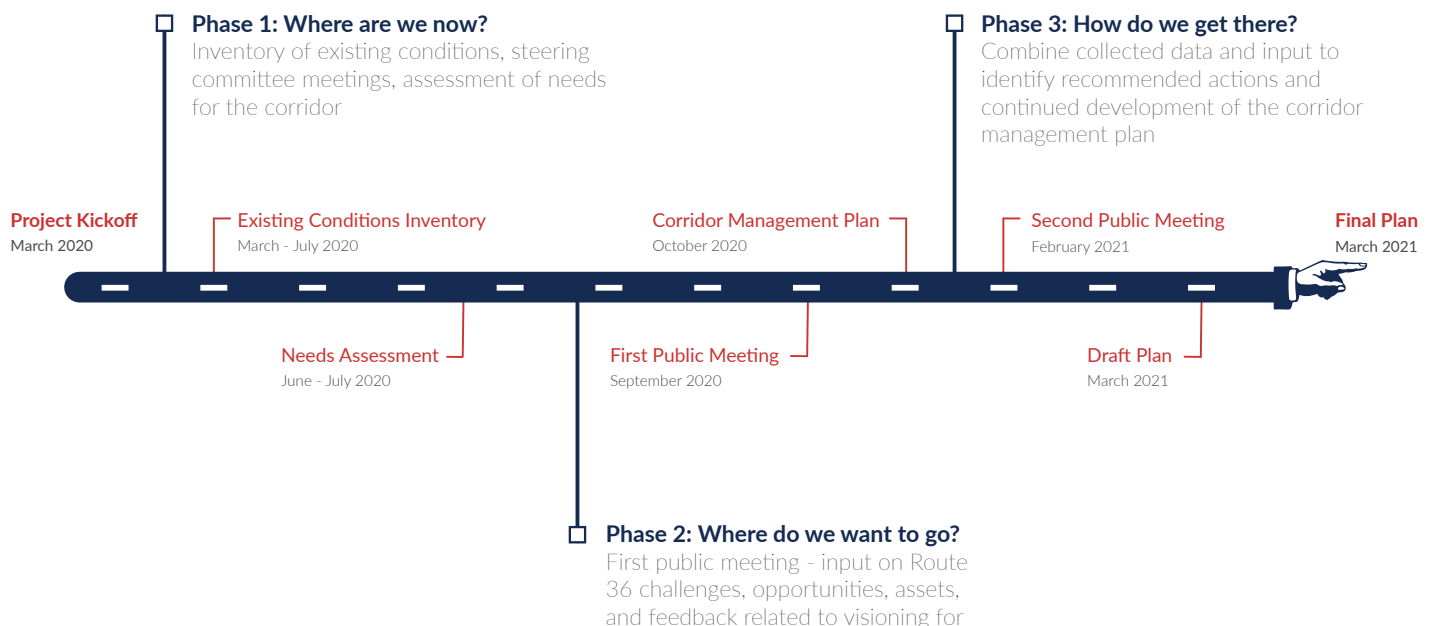 Phase 1: Where are we now?
Inventory of existing conditions, steering
committee meetings, assessment of needs
for the corridor
Phase 3: How do we get there?
Combine collected data and input to
identify recommended actions and
continued development of the corridor
management plan
Project Kickoff
March 2020
Existing Conditions Inventory
March - July 2020
Corridor Management Plan
October 2020
Second Public Meeting
February 2021
Final Plan
March 2021
Needs Assessment
June - July 2020
First Public Meeting
September 2020
Draft Plan
March 2021
Phase 2: Where do we want to go?
First public meeting - input on Route
36 challenges, opportunities, assets,
and feedback related to visioning for